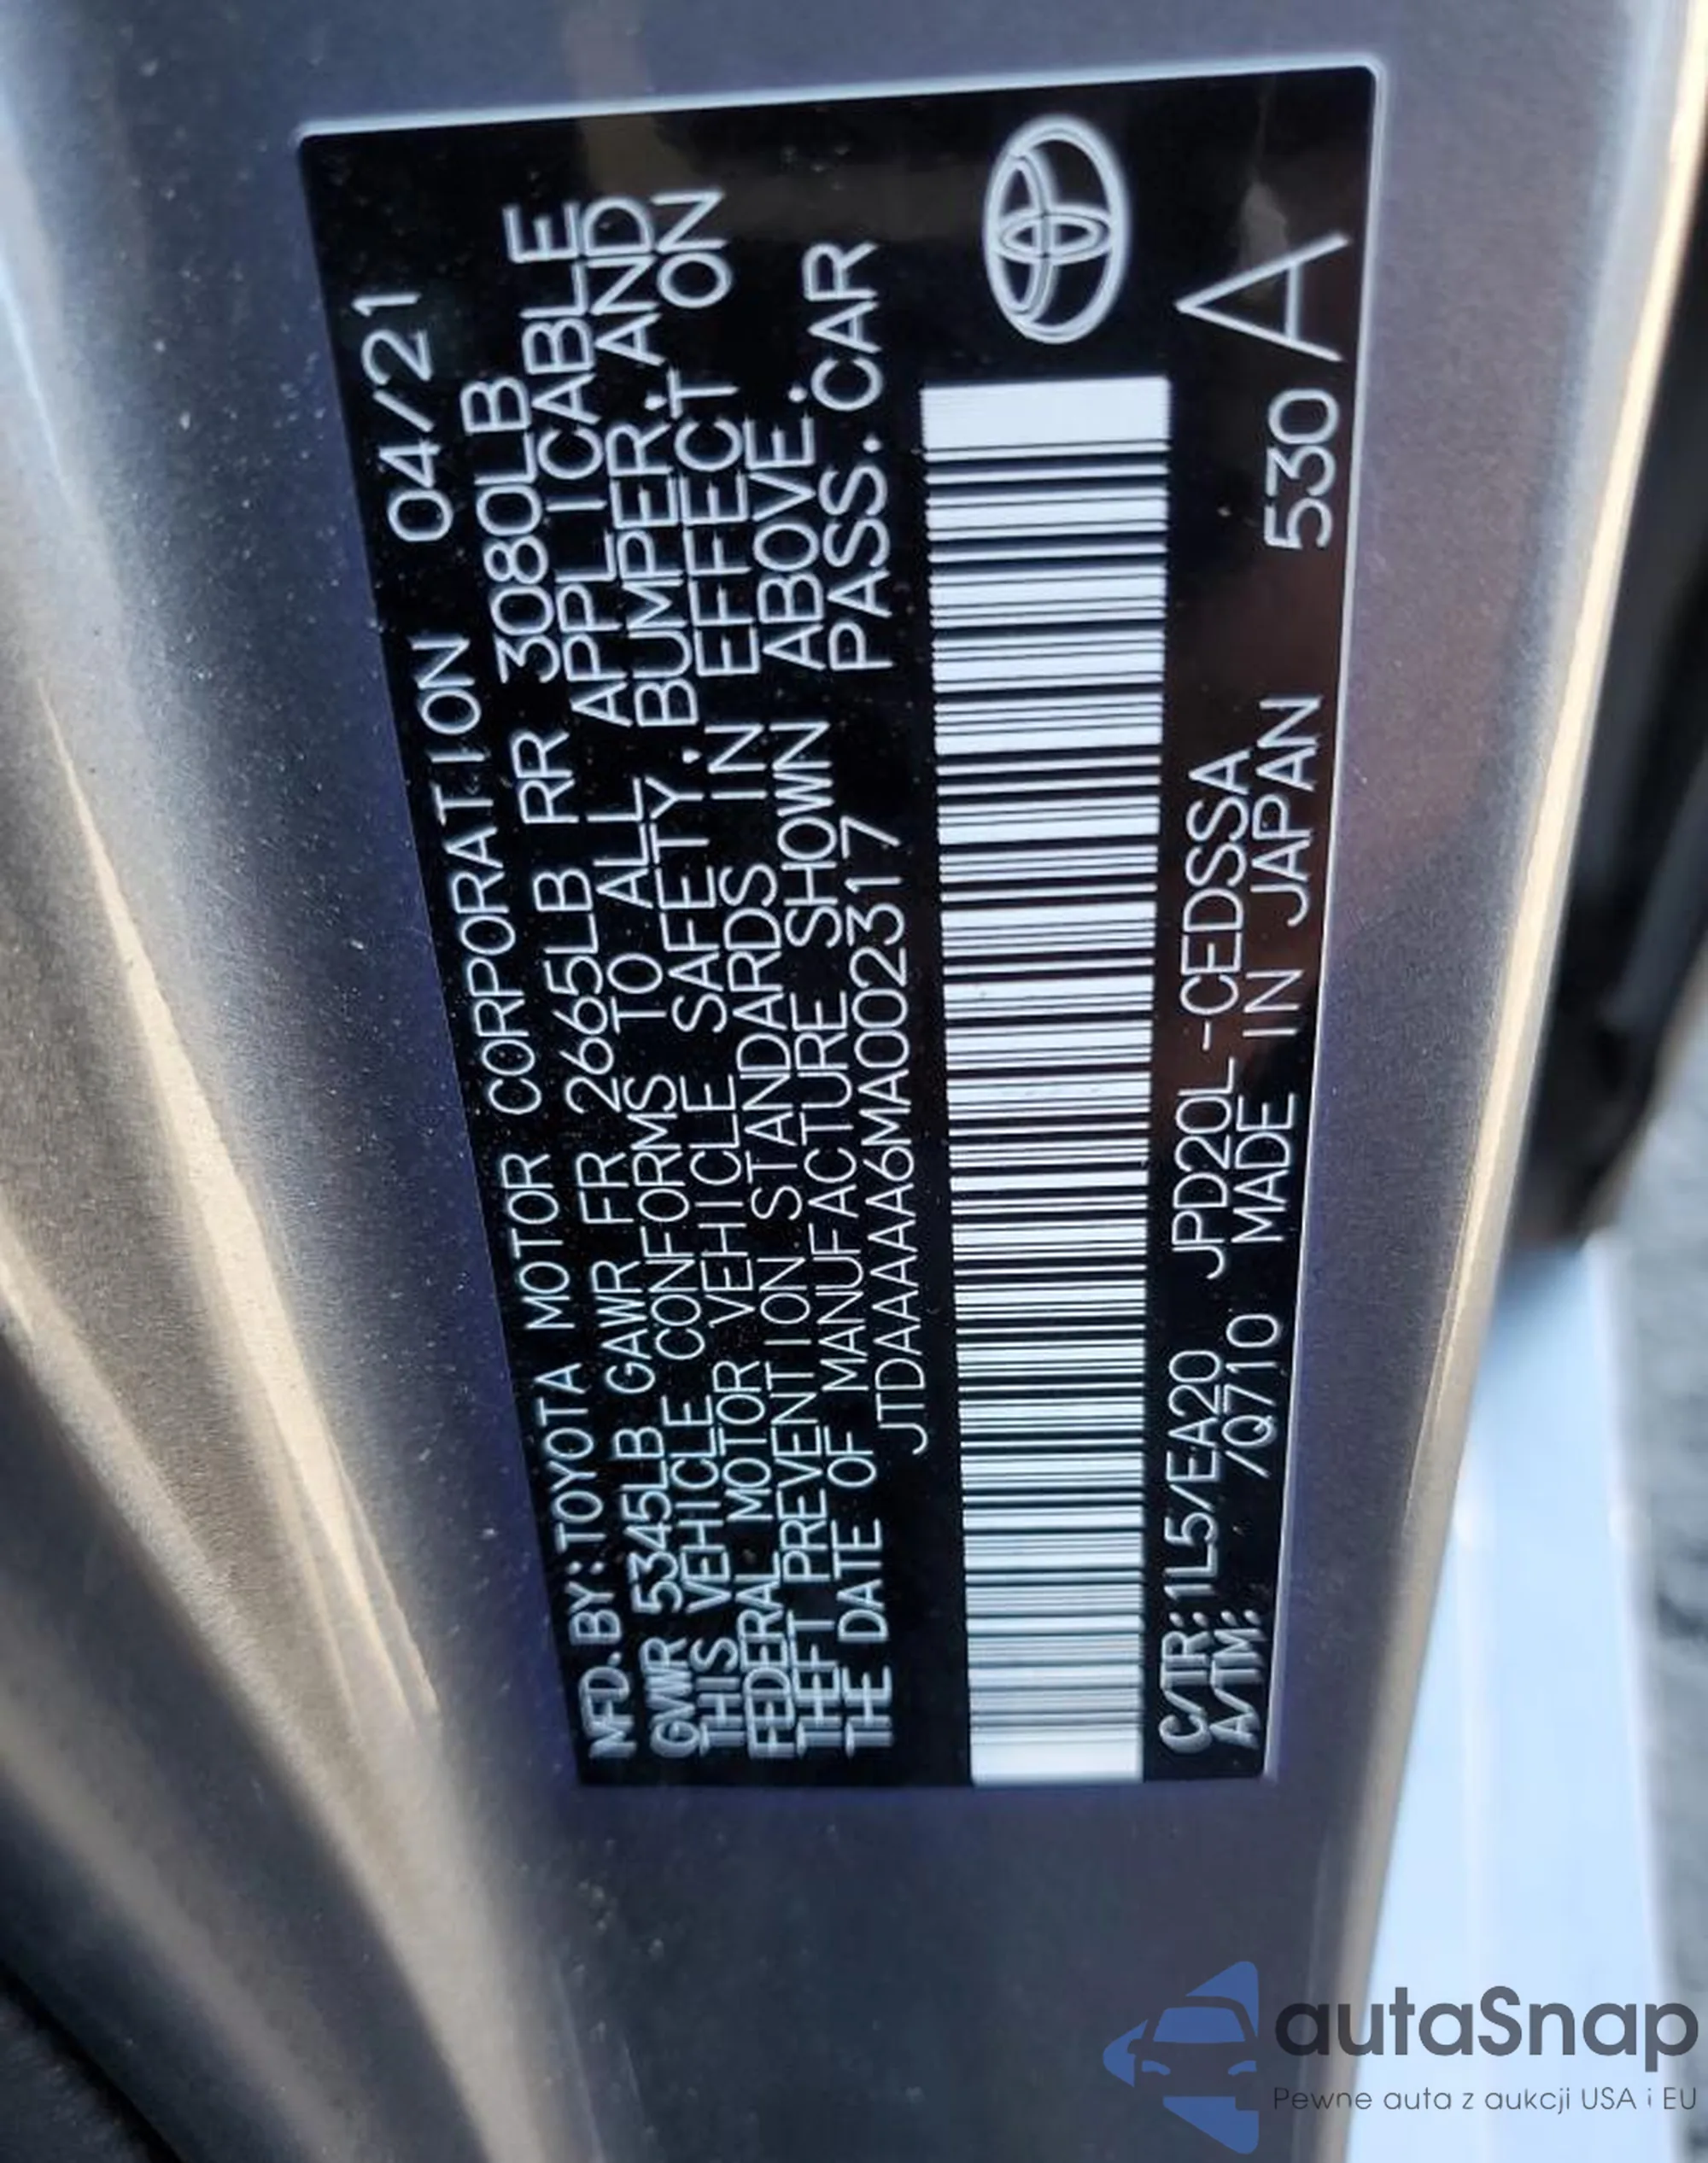 MFD.BY:TOYOTA MOTOR CORPORATION 04/21
GVWR 5345LB GAWR FR 2665LB RR 3080LB
THIS VEHICLE CONFORMS TO ALL APPLICABLE
FEDERAL MOTOR VEHICLE SAFETY, BUMPER, AND
THEFT PREVENTION STANDARDS IN EFFECT ON
THE DATE OF MANUFACTURE SHOWN ABOVE.
JTDAAAAA6MA002317 PASS. CAR
C/TR:1L5/EA20 JPD20L-CEDSSA
A/TM: /Q710 MADE IN JAPAN 530 A
autaSnap
Pewne auta z aukcji USA i EU